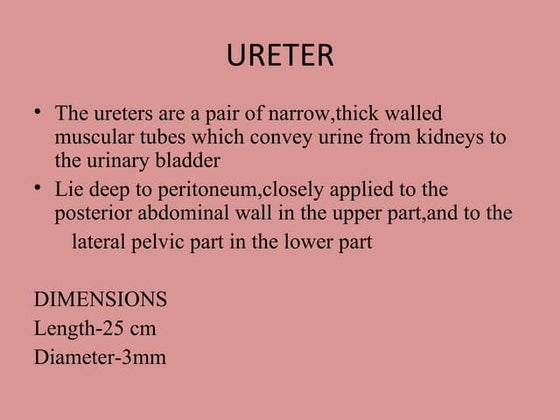 URETER
• The ureters are a pair of narrow,thick walled
muscular tubes which convey urine from kidneys to
the urinary bladder
• Lie deep to peritoneum,closely applied to the
posterior abdominal wall in the upper part,and to the
lateral pelvic part in the lower part
DIMENSIONS
Length-25 cm
Diameter-3mm